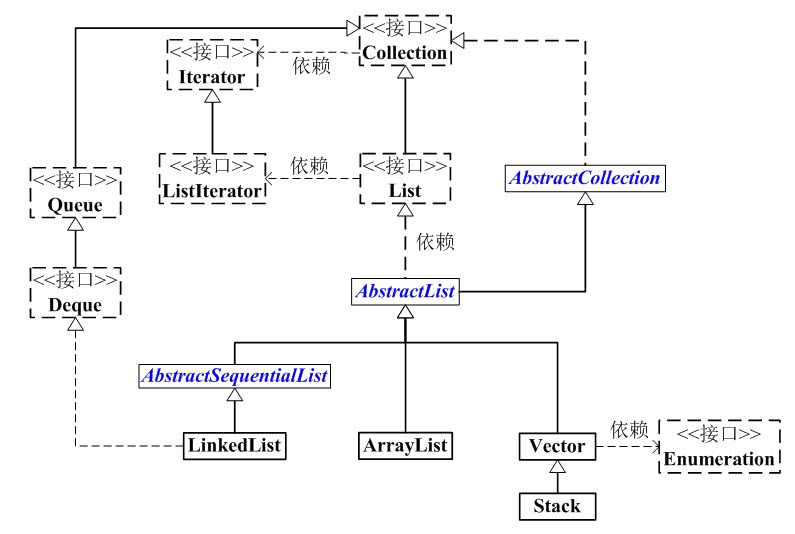 <<接口>>
Collection
<<接口>>
Iterator
依赖
<<接口>>
Queue
<<接口>>
ListIterator
依赖
<<接口>>
List
AbstractCollection
依赖
<<接口>>
Deque
AbstractList
AbstractSequentialList
LinkedList
ArrayList
Vector
依赖
<<接口>>
Enumeration
Stack